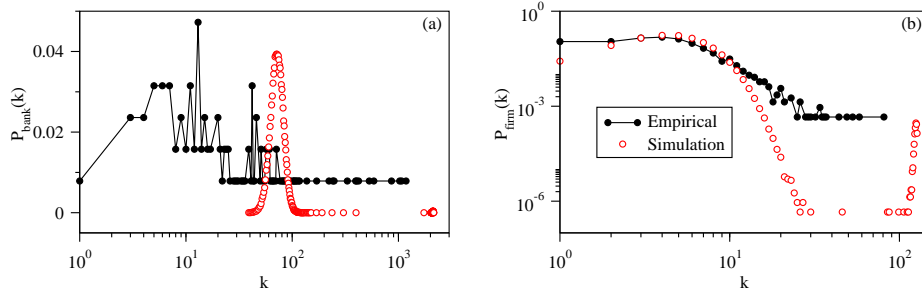 (a)
0.04
0.02
0
P_bank(k)
10^0
10^1
10^2
10^3
k
(b)
10^0
10^-3
10^-6
P_firm(k)
Empirical
Simulation
10^0
10^1
10^2
k